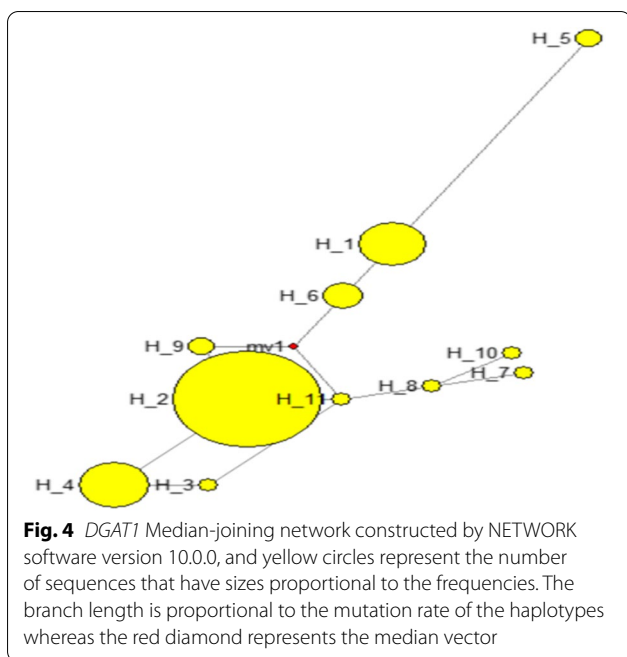 H_5
H_1
H_6
H_9
mv1
H_10
H_7
H_8
H_2
H_11
H_4
H_3
Fig. 4 DGAT1 Median-joining network constructed by NETWORK
software version 10.0.0, and yellow circles represent the number
of sequences that have sizes proportional to the frequencies. The
branch length is proportional to the mutation rate of the haplotypes
whereas the red diamond represents the median vector